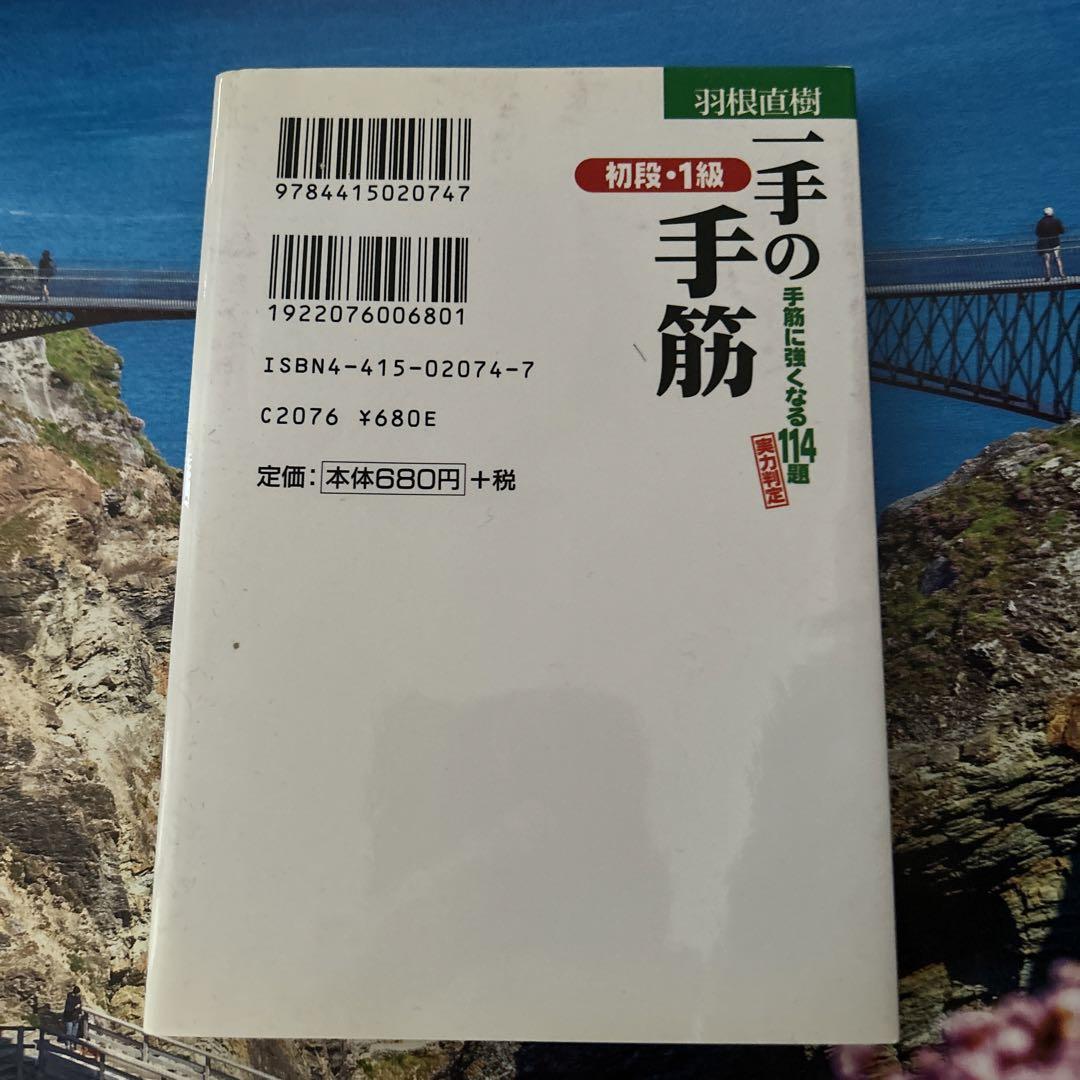 羽根直樹
一手の
手筋
初段・1級
手筋に強くなる114題
実力判定
9784415020747
1922076006801
ISBN4-415-02074-7
C2076 ¥680E
定価：本体680円+税